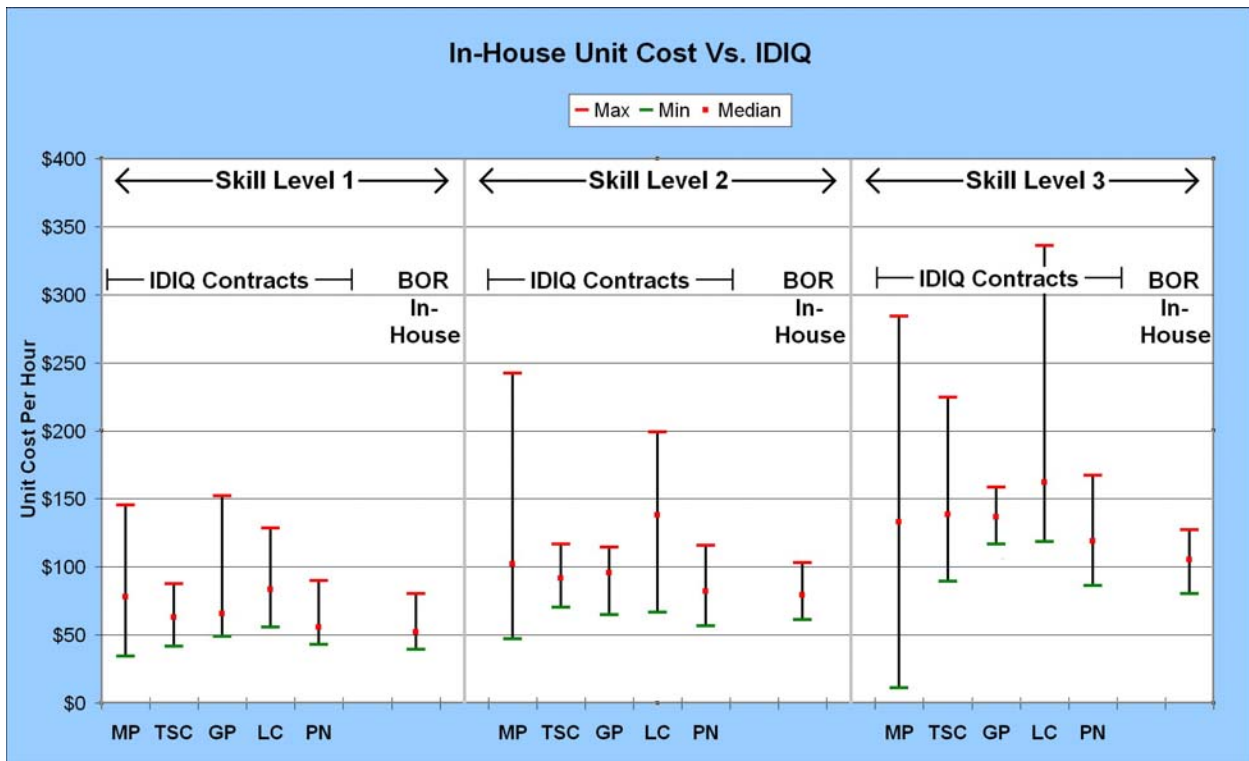 In-House Unit Cost Vs. IDIQ
Max Min Median
Unit Cost Per Hour
$400
$350
$300
$250
$200
$150
$100
$50
$0
Skill Level 1
IDIQ Contracts
BOR
In-
House
Skill Level 2
IDIQ Contracts
BOR
In-
House
Skill Level 3
IDIQ Contracts
BOR
In-
House
MP TSC GP LC PN
MP TSC GP LC PN
MP TSC GP LC PN